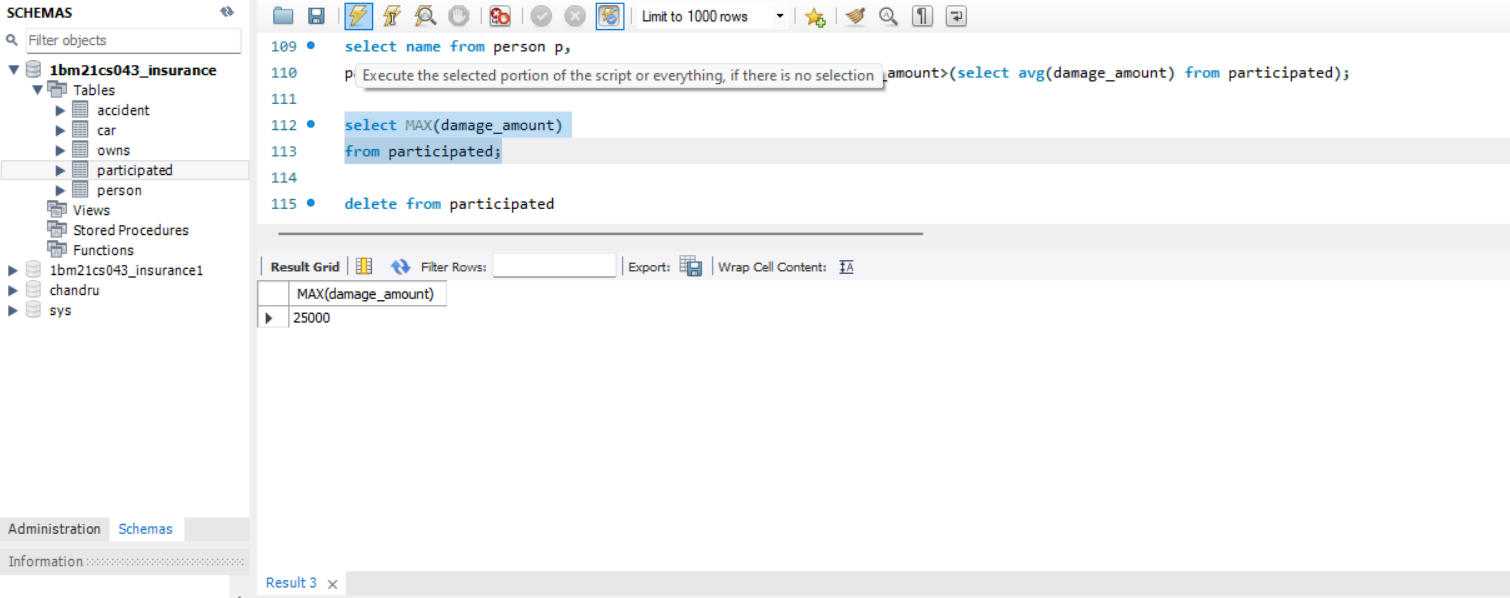 SCHEMAS
Filter objects
1bm21cs043_insurance
Tables
accident
car
owns
participated
person
Views
Stored Procedures
Functions
1bm21cs043_insurance1
chandru
sys
Administration Schemas
Information
Limit to 1000 rows
109 select name from person p,
110 p
Execute the selected portion of the script or everything, if there is no selection
_amount>(select avg(damage_amount) from participated);
111
112 select MAX(damage_amount)
113 from participated;
114
115 delete from participated
Result Grid Filter Rows: Export: Wrap Cell Content:
MAX(damage_amount)
25000
Result 3